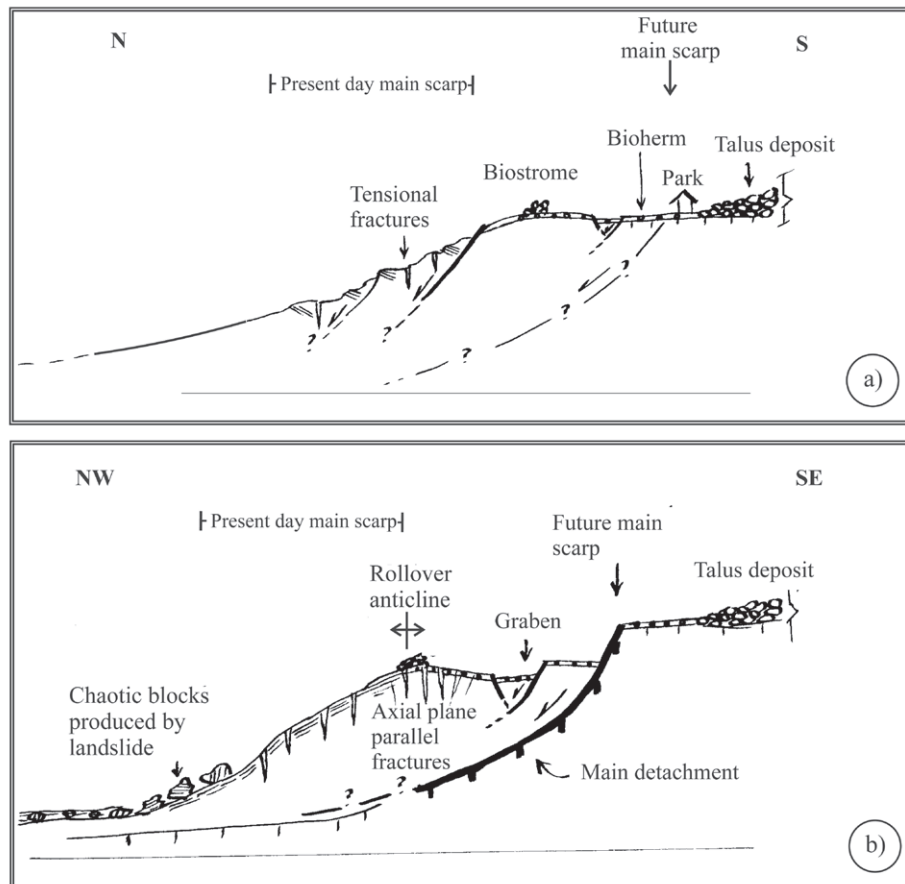 N
S
Future
main scarp
Present day main scarp
Bioherm
Talus deposit
Biostrome
Park
Tensional
fractures
?
?
?
?
?
a)
NW
SE
Present day main scarp
Future main
scarp
Rollover
anticline
Talus deposit
Graben
Chaotic blocks
produced by
landslide
Axial plane
parallel
fractures
?
?
Main detachment
b)